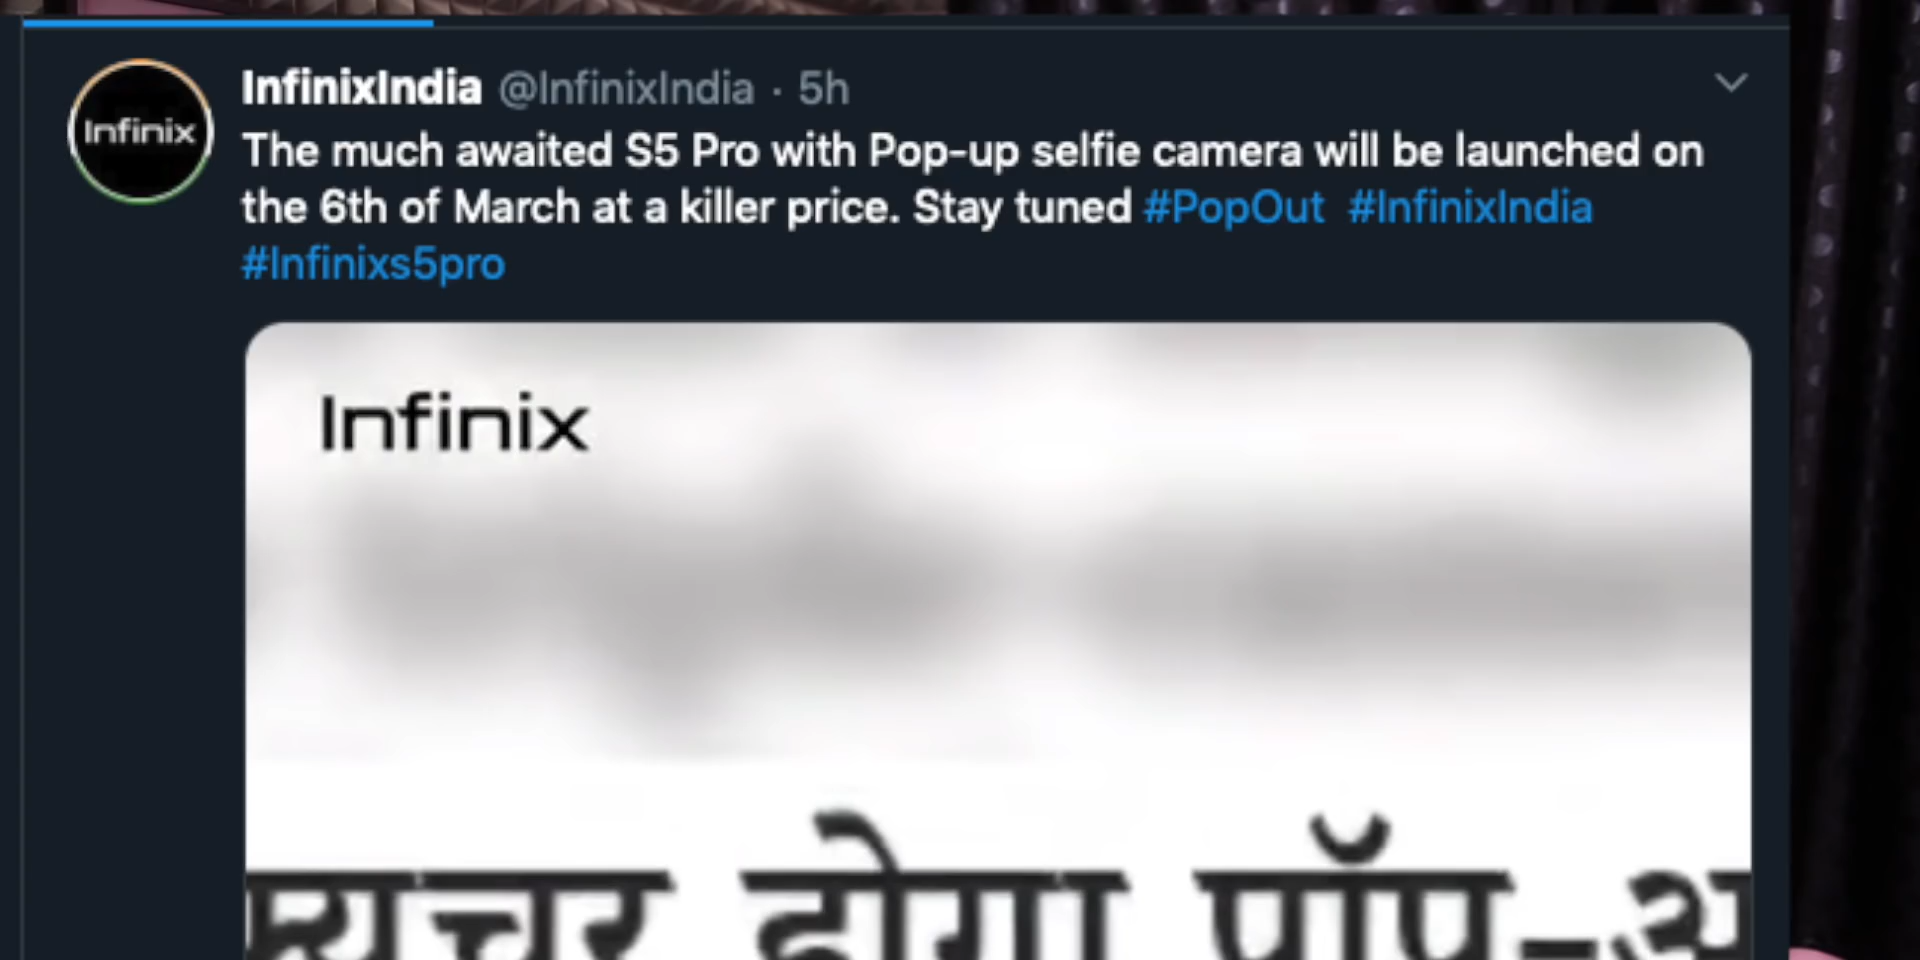 InfinixIndia @InfinixIndia · 5h
Infinix
The much awaited S5 Pro with Pop-up selfie camera will be launched on
the 6th of March at a killer price. Stay tuned #PopOut #InfinixIndia
#Infinixs5pro
Infinix
होगा पॉप-